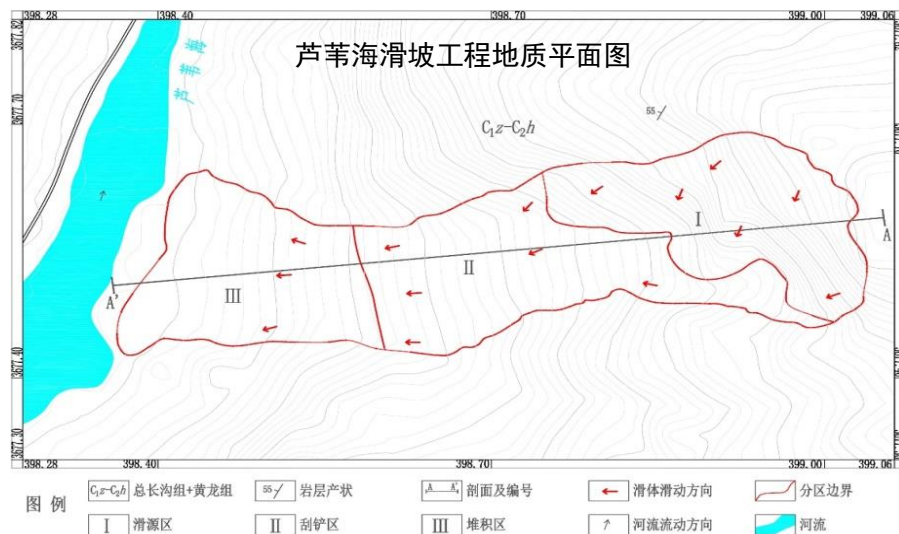 398.28 398.40 398.70 399.00 399.06
3677.82
芦苇海滑坡工程地质平面图
芦苇海
3677.70
55
C₁z-C₂h
I
A
II
III
A'
3677.40
3677.30
398.28 398.40 398.70 399.00 399.06
图例
C₁z-C₂h 总长沟组+黄龙组 55 岩层产状 A A' 剖面及编号 滑体滑动方向 分区边界
I 滑源区 II 刮铲区 III 堆积区 河流流动方向 河流